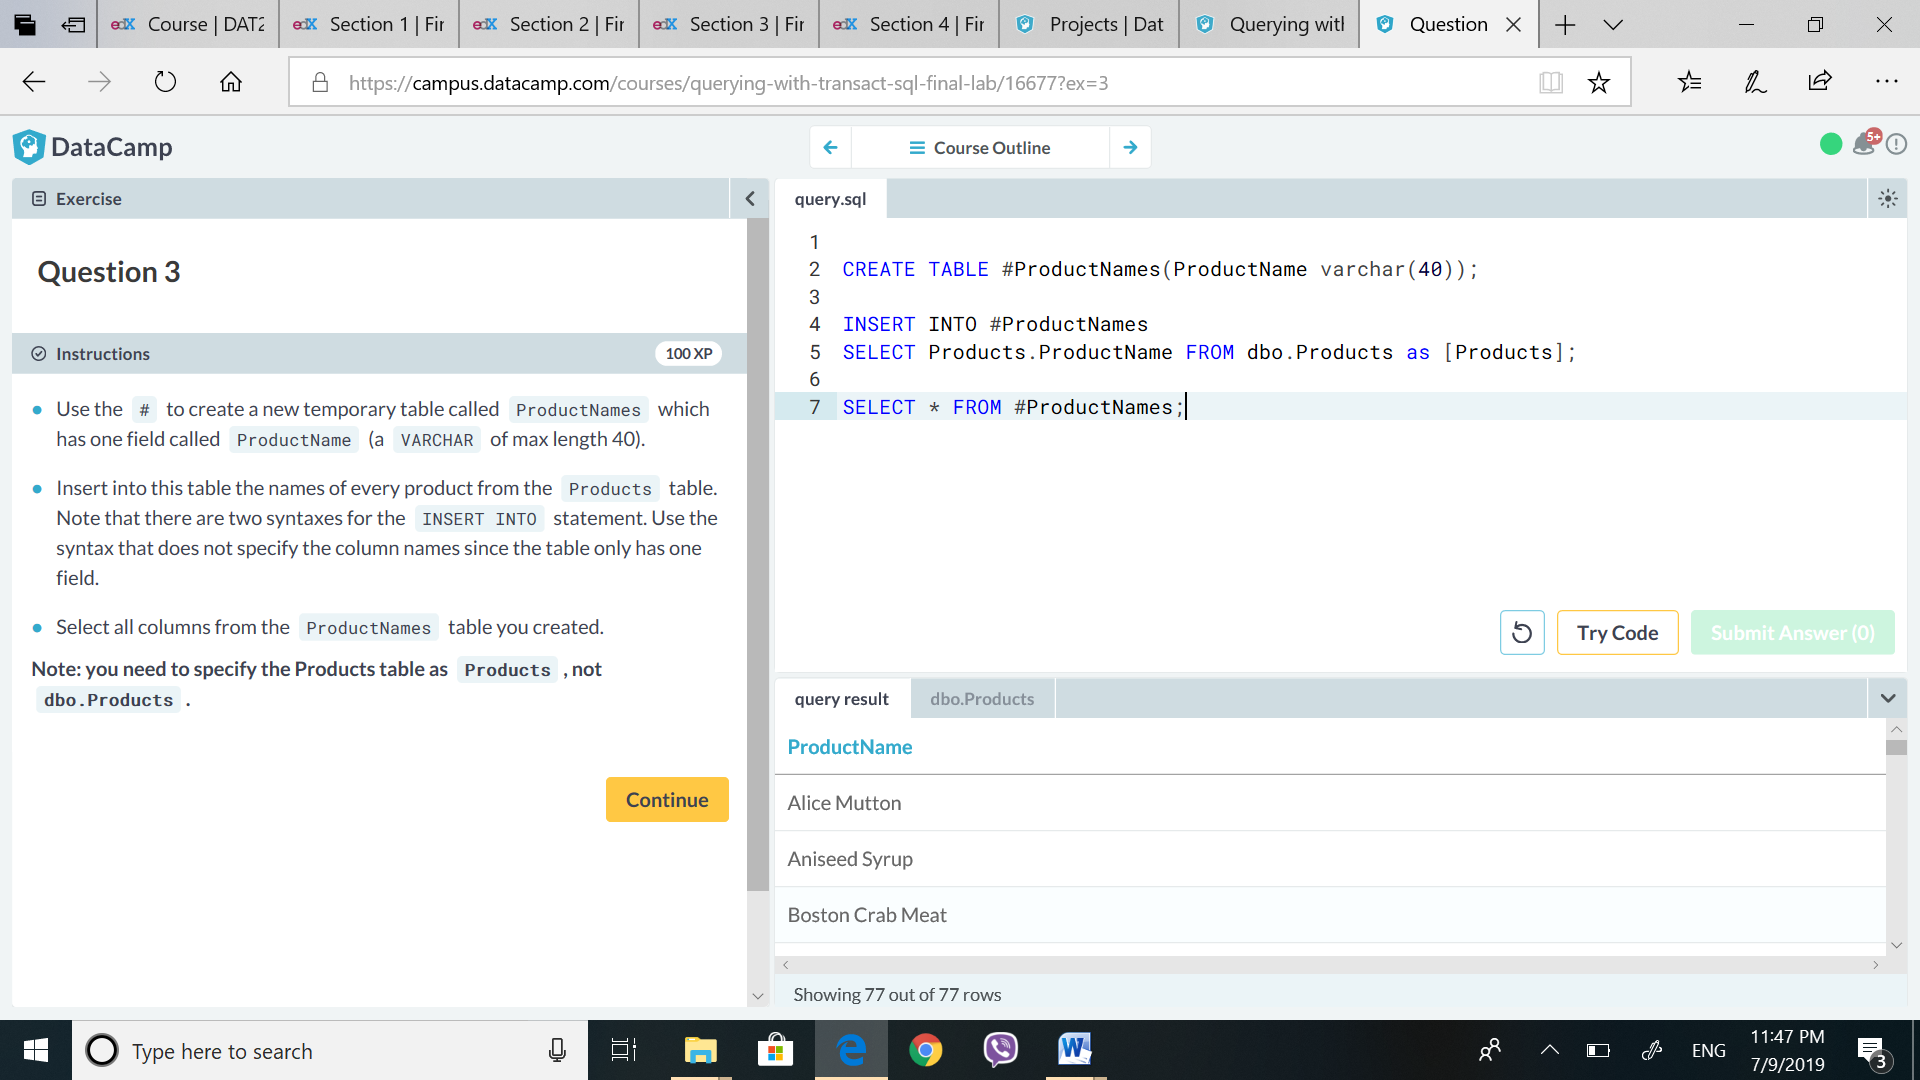 Course | DAT2
Section 1 | Fir
Section 2 | Fir
Section 3 | Fir
Section 4 | Fir
Projects | Dat
Querying with
Question
https://campus.datacamp.com/courses/querying-with-transact-sql-final-lab/16677?ex=3
DataCamp
Course Outline
5+
Exercise
Question 3
Instructions
100 XP
Use the # to create a new temporary table called ProductNames which
has one field called ProductName (a VARCHAR of max length 40).
Insert into this table the names of every product from the Products table.
Note that there are two syntaxes for the INSERT INTO statement. Use the
syntax that does not specify the column names since the table only has one
field.
Select all columns from the ProductNames table you created.
Note: you need to specify the Products table as Products , not
dbo.Products .
Continue
query.sql
1
2 CREATE TABLE #ProductNames(ProductName varchar(40));
3
4 INSERT INTO #ProductNames
5 SELECT Products.ProductName FROM dbo.Products as [Products];
6
7 SELECT * FROM #ProductNames;
Try Code
Submit Answer (0)
query result
dbo.Products
ProductName
Alice Mutton
Aniseed Syrup
Boston Crab Meat
Showing 77 out of 77 rows
Type here to search
ENG
11:47 PM
7/9/2019
3